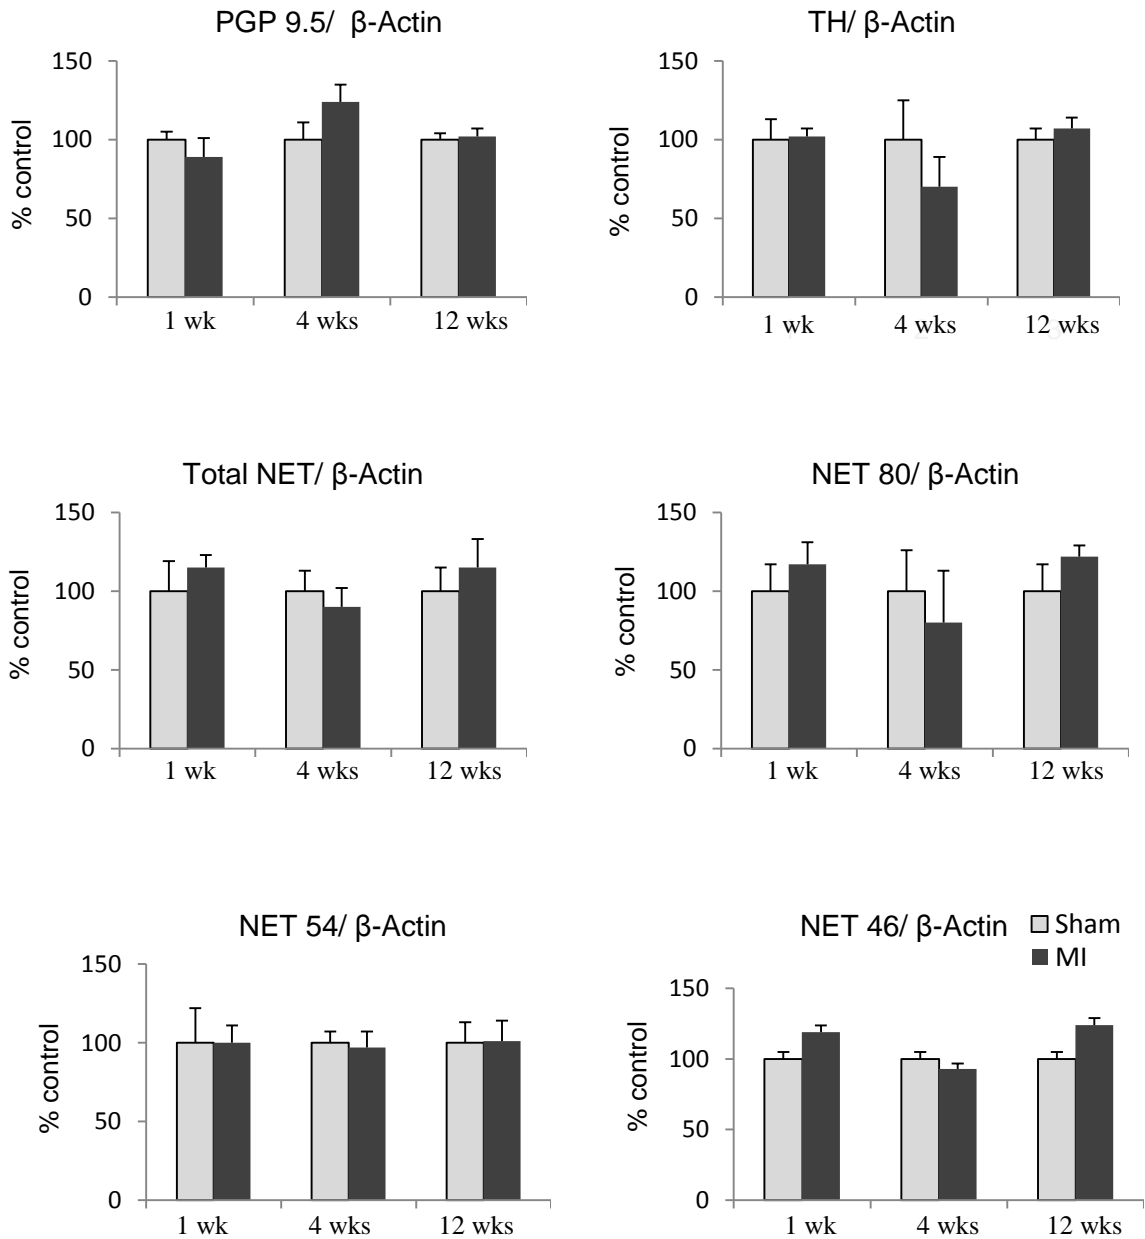 PGP 9.5/ β-Actin
150
100
50
0
% control
1 wk 4 wks 12 wks
TH/ β-Actin
150
100
50
0
% control
1 wk 4 wks 12 wks
Total NET/ β-Actin
150
100
50
0
% control
1 wk 4 wks 12 wks
NET 80/ β-Actin
150
100
50
0
% control
1 wk 4 wks 12 wks
NET 54/ β-Actin
150
100
50
0
% control
1 wk 4 wks 12 wks
NET 46/ β-Actin
Sham
MI
150
100
50
0
% control
1 wk 4 wks 12 wks